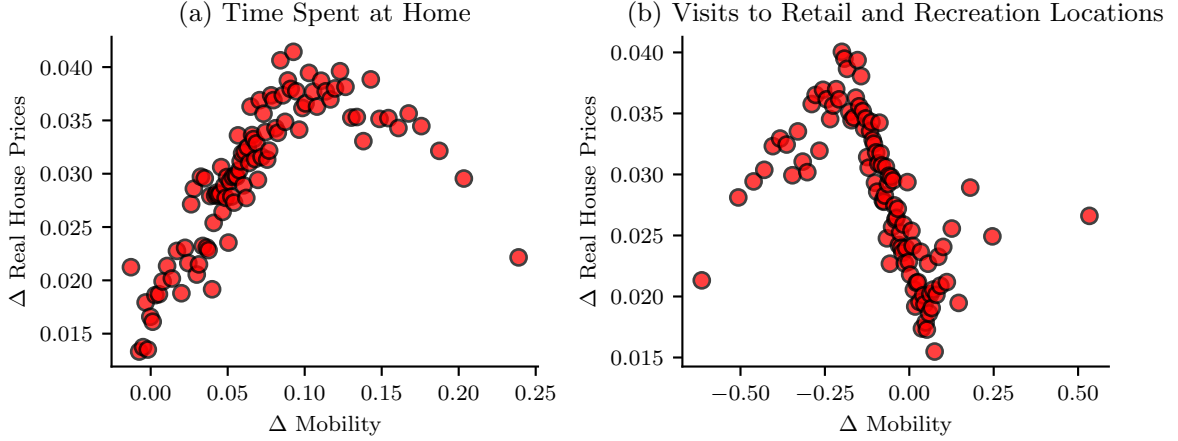 (a) Time Spent at Home
Δ Real House Prices
0.040
0.035
0.030
0.025
0.020
0.015
0.00 0.05 0.10 0.15 0.20 0.25
Δ Mobility
(b) Visits to Retail and Recreation Locations
Δ Real House Prices
0.040
0.035
0.030
0.025
0.020
0.015
−0.50 −0.25 0.00 0.25 0.50
Δ Mobility